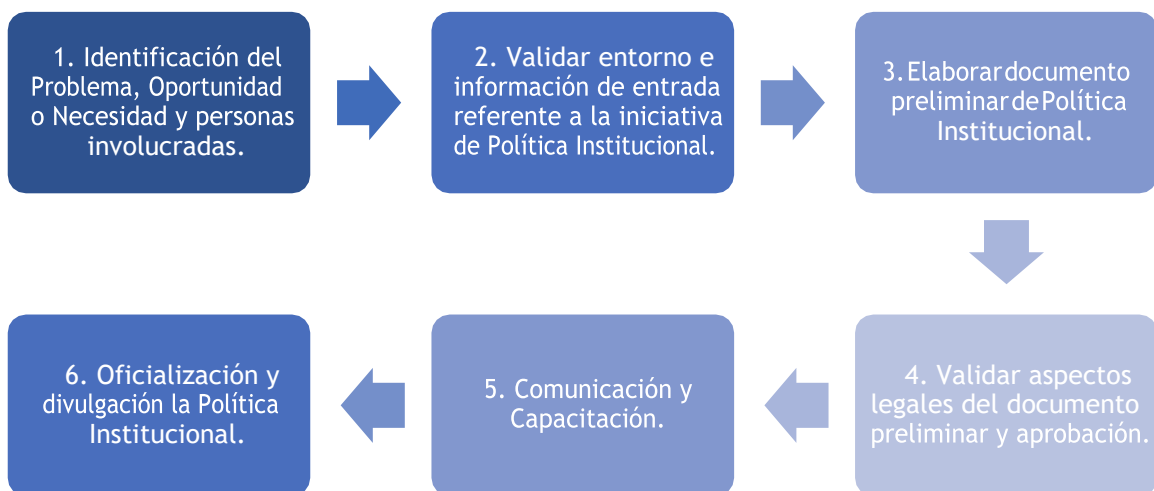 1. Identificación del
Problema, Oportunidad
o Necesidad y personas
involucradas.
2. Validar entorno e
información de entrada
referente a la iniciativa
de Política Institucional.
3. Elaborar documento
preliminar de Política
Institucional.
4. Validar aspectos
legales del documento
preliminar y aprobación.
5. Comunicación y
Capacitación.
6. Oficialización y
divulgación la Política
Institucional.